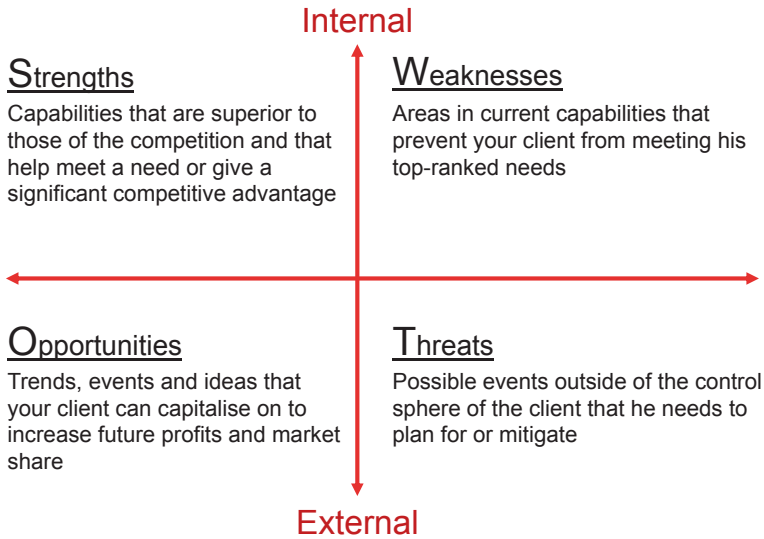 Internal
Strengths
Capabilities that are superior to
those of the competition and that
help meet a need or give a
significant competitive advantage
Weaknesses
Areas in current capabilities that
prevent your client from meeting his
top-ranked needs
Opportunities
Trends, events and ideas that
your client can capitalise on to
increase future profits and market
share
Threats
Possible events outside of the control
sphere of the client that he needs to
plan for or mitigate
External